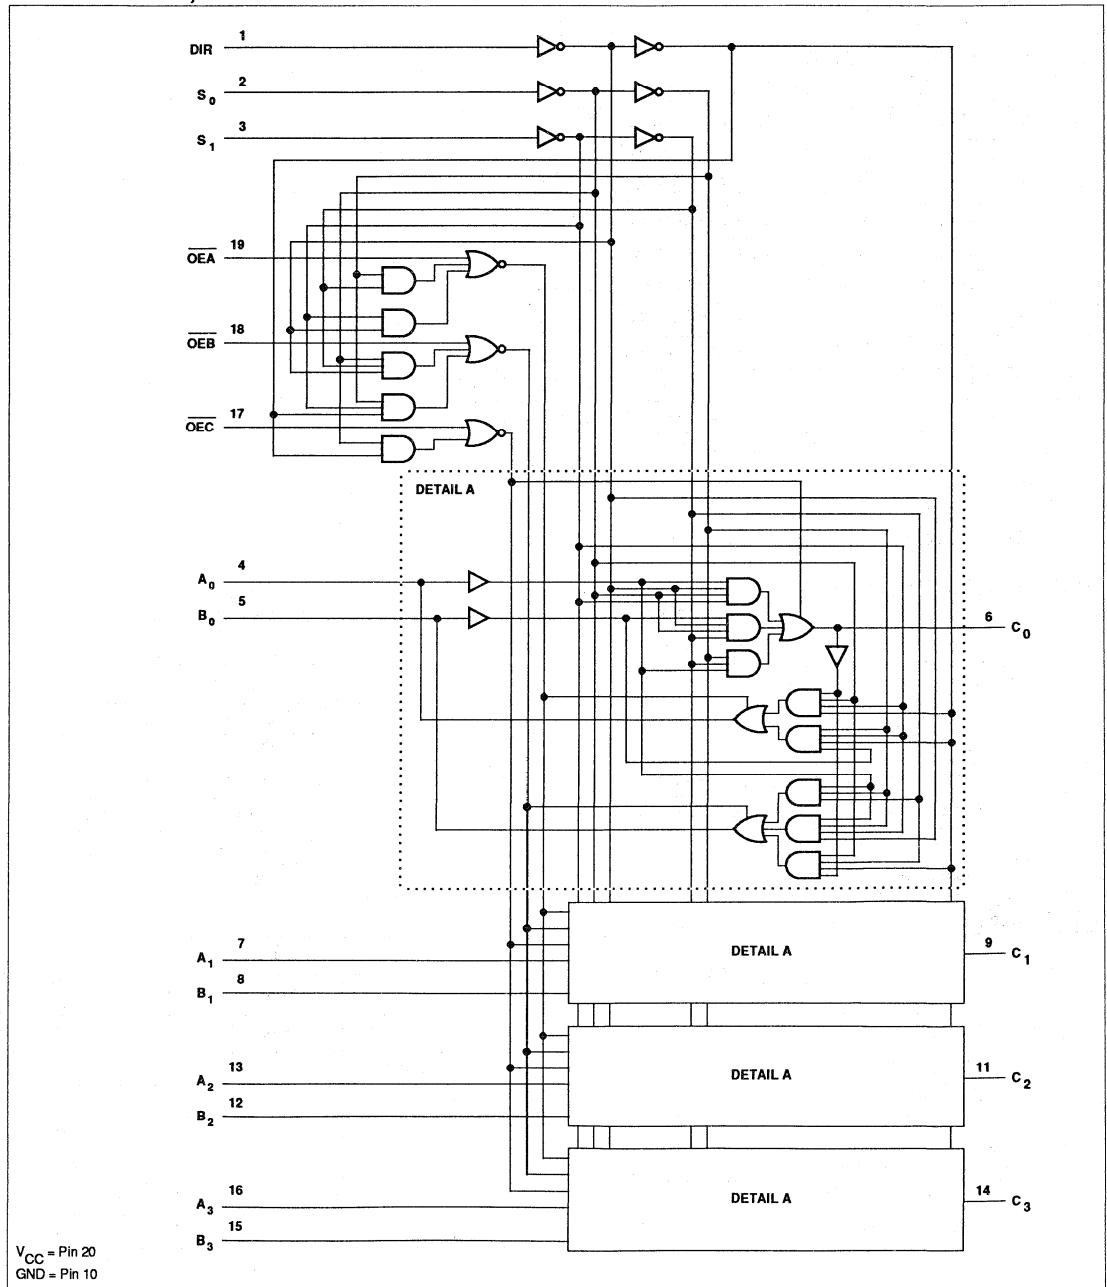 DIR 1
S0 2
S1 3
OEA 19
OEB 18
OEC 17
DETAIL A
A0 4
B0 5
6 C0
A1 7
B1 8
DETAIL A
9 C1
A2 13
B2 12
DETAIL A
11 C2
A3 16
B3 15
DETAIL A
14 C3
VCC = Pin 20
GND = Pin 10